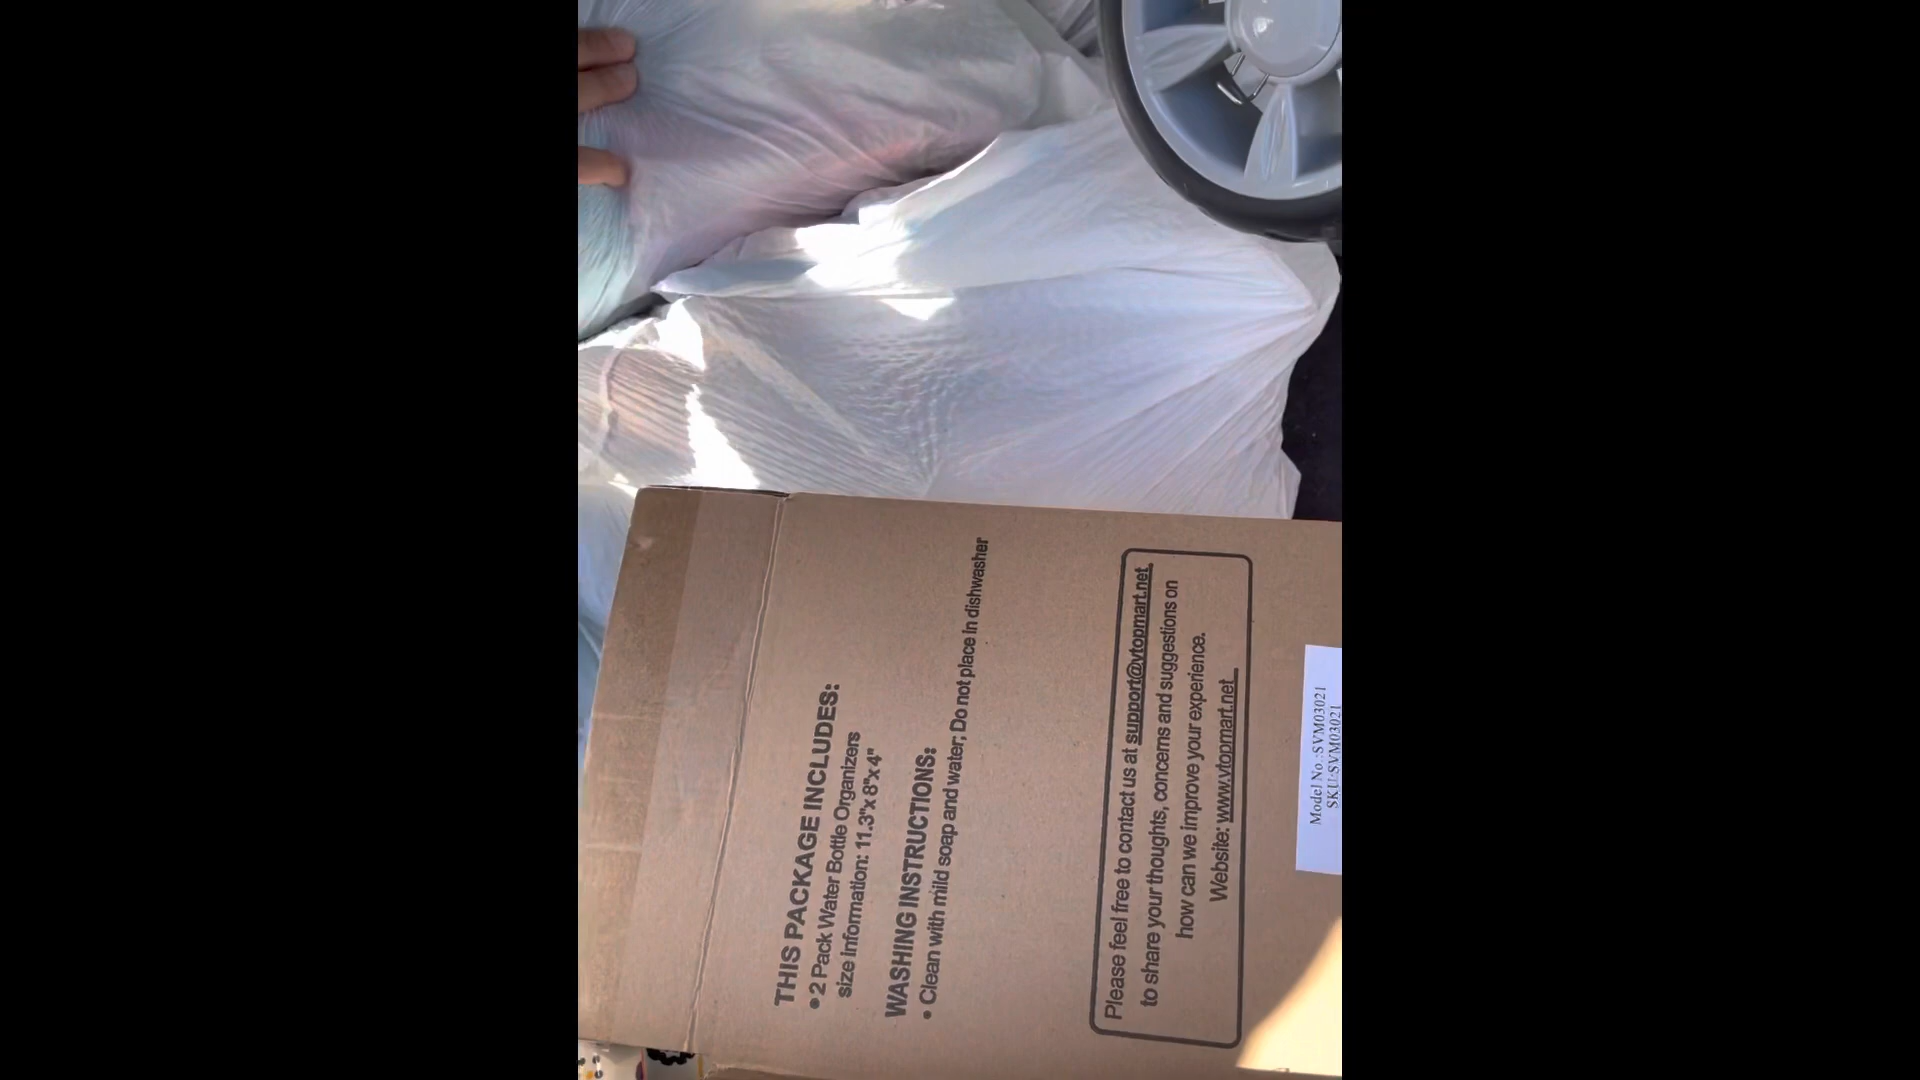 THIS PACKAGE INCLUDES:
• 2 Pack Water Bottle Organizers
size information: 11.3"x 8"x 4"
WASHING INSTRUCTIONS:
• Clean with mild soap and water; Do not place in dishwasher
Please feel free to contact us at support@vtopmart.net
to share your thoughts, concerns and suggestions on
how can we improve your experience.
Website: www.vtopmart.net
Model No.:SVM03021
SKU:SVM03021